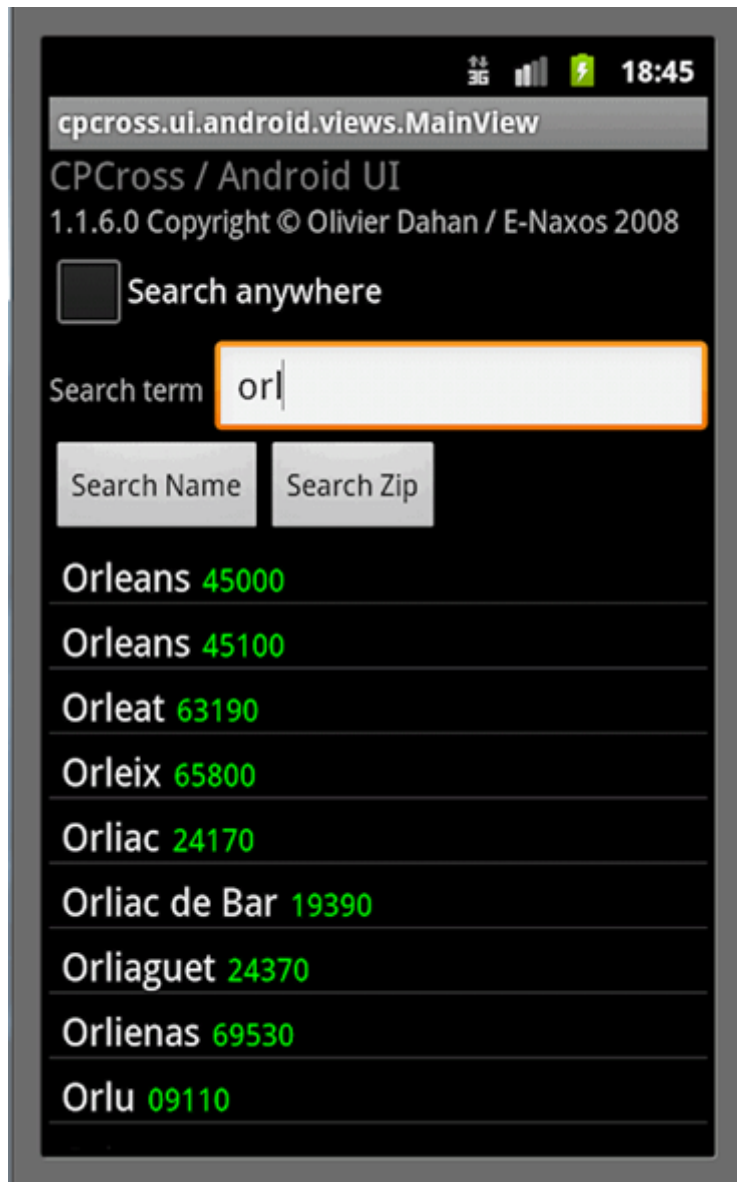 3G 18:45
cpcross.ui.android.views.MainView
CPCross / Android UI
1.1.6.0 Copyright © Olivier Dahan / E-Naxos 2008
Search anywhere
Search term orl
Search Name Search Zip
Orleans 45000
Orleans 45100
Orleat 63190
Orleix 65800
Orliac 24170
Orliac de Bar 19390
Orliaguet 24370
Orlienas 69530
Orlu 09110